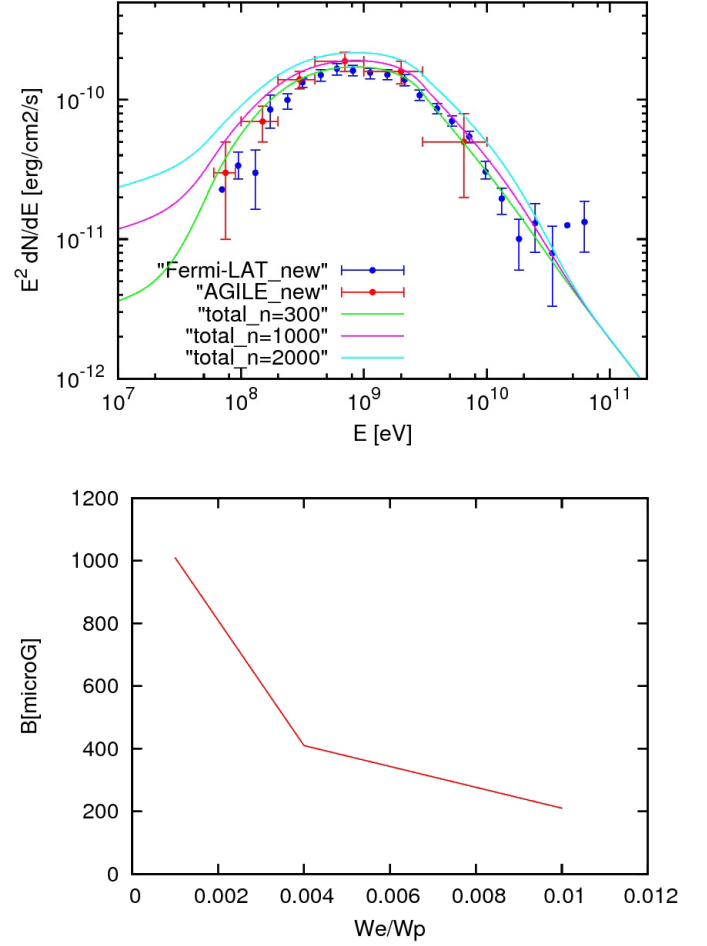 10^-10
10^-11
10^-12
E^2 dN/dE [erg/cm2/s]
"Fermi-LAT_new"
"AGILE_new"
"total_n=300"
"total_n=1000"
"total_n=2000"
10^7 10^8 10^9 10^10 10^11
E [eV]
1200
1000
800
600
400
200
0
B[microG]
0 0.002 0.004 0.006 0.008 0.01 0.012
We/Wp